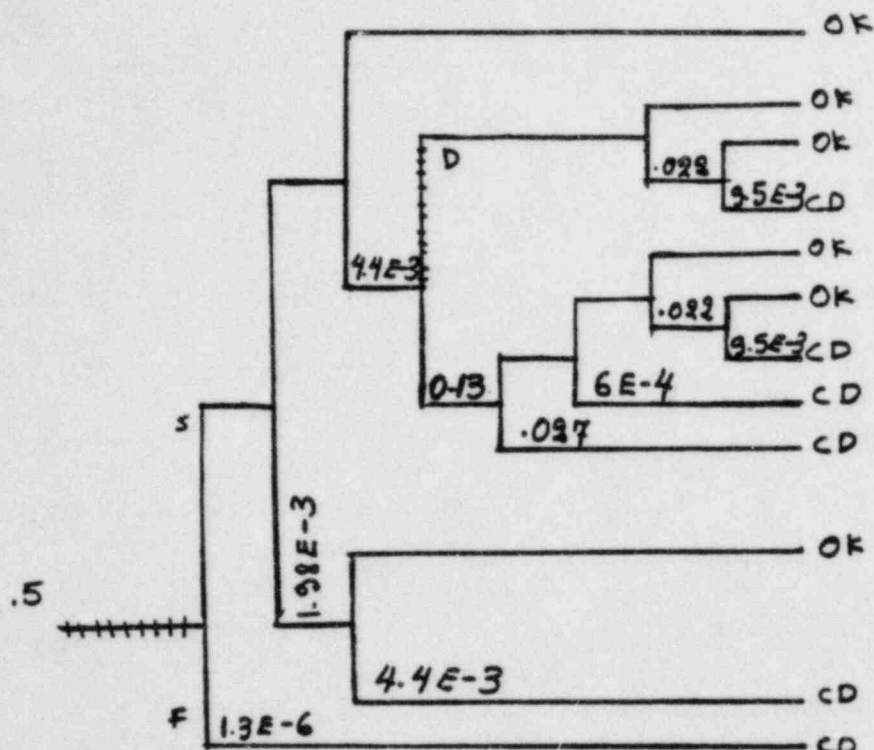 OK
OK
OK
D
.022
9.5E-3 CD
OK
4.4E-3
OK
.022
9.5E-3 CD
0.13
6E-4
CD
S
.027
CD
1.98E-3
OK
.5
4.4E-3
CD
F
1.3E-6
CD